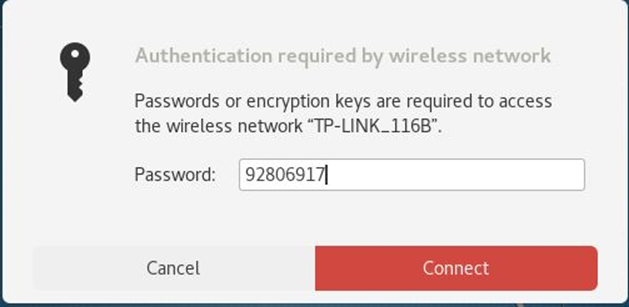 Authentication required by wireless network
Passwords or encryption keys are required to access
the wireless network “TP-LINK_116B”.
Password: 92806917
Cancel Connect